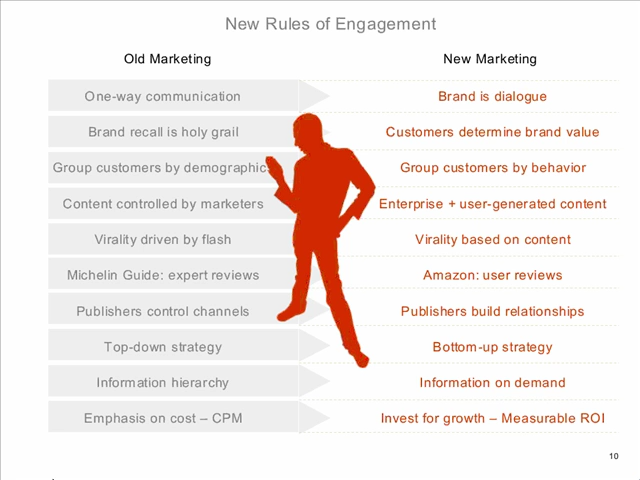 New Rules of Engagement
Old Marketing New Marketing
One-way communication Brand is dialogue
Brand recall is holy grail Customers determine brand value
Group customers by demographic Group customers by behavior
Content controlled by marketers Enterprise + user-generated content
Virality driven by flash Virality based on content
Michelin Guide: expert reviews Amazon: user reviews
Publishers control channels Publishers build relationships
Top-down strategy Bottom-up strategy
Information hierarchy Information on demand
Emphasis on cost – CPM Invest for growth – Measurable ROI
10